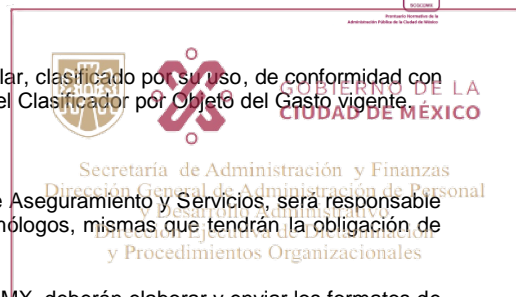 Prontuario Normativo de la
Administración Pública de la Ciudad de México
lar, clasificado por su uso, de conformidad con
el Clasificador por Objeto del Gasto vigente.
GOBIERNO DE LA
CIUDAD DE MÉXICO
Secretaría de Administración y Finanzas
Dirección General de Administración de Personal
y Desarrollo Administrativo
Dirección Ejecutiva de Dictaminación
y Procedimientos Organizacionales
e Aseguramiento y Servicios, será responsable
nólogos, mismas que tendrán la obligación de
MX, deberán elaborar y enviar los formatos de